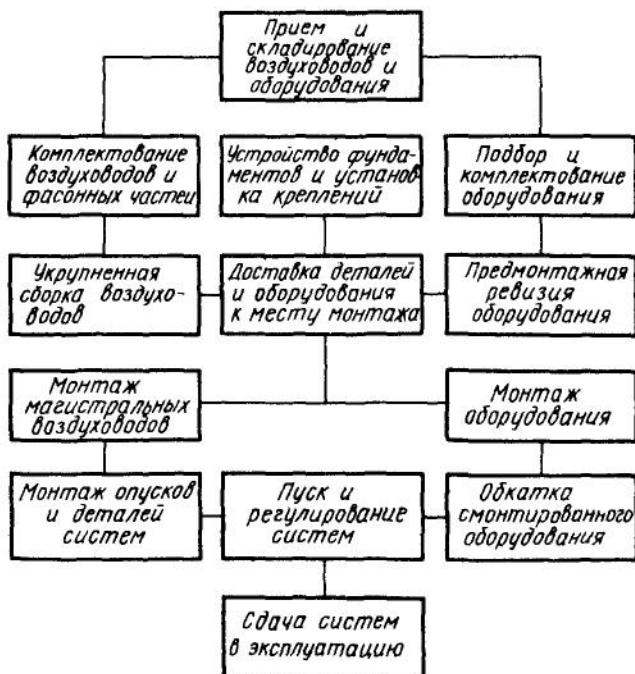 Прием и
складирование
воздуховодов и
оборудования
Комплектование
воздуховодов и
фасонных частей
Устройство фунда-
ментов и установ
ка креплений
Подбор и
комплектование
оборудования
Укрупненная
сборка воздухо-
водов
Доставка деталей
и оборудования
к месту монтажа
Предмонтажная
ревизия
оборудования
Монтаж
магистральных
воздуховодов
Монтаж
оборудования
Монтаж опусков
и деталей
систем
Пуск и
регулирование
систем
Обкатка
смонтированного
оборудования
Сдача систем
в эксплуатацию